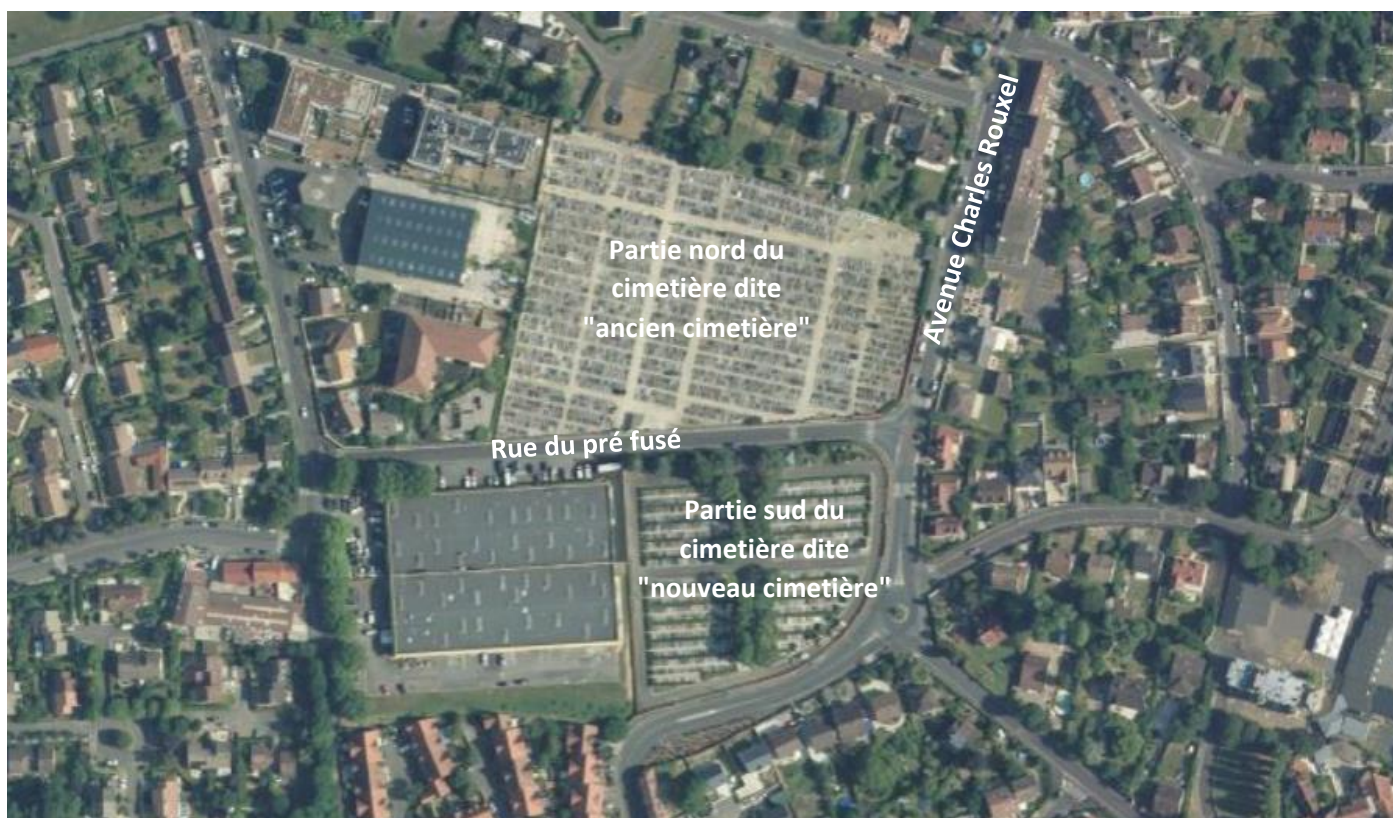 Avenue Charles Rouxel
Partie nord du
cimetière dite
"ancien cimetière"
Rue du pré fusé
Partie sud du
cimetière dite
"nouveau cimetière"